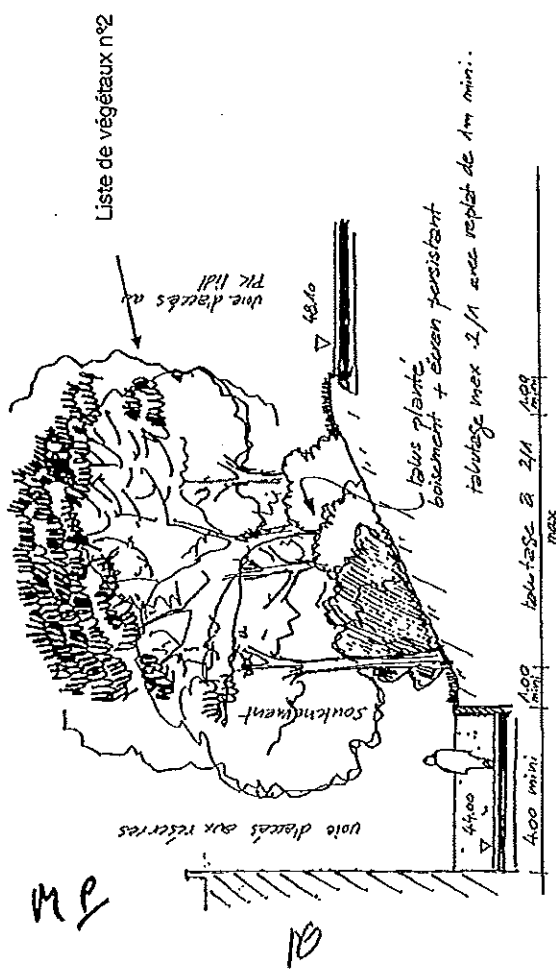 Liste de végétaux n°2
voie d'accès au
PK lidl
48.10
talus planté
boisement + écran persistant
talutage max 2/1 avec replat de 1m mini..
soutènement
voie d'accès aux réserves
44.00
4.00 mini
1.00
mini
talutage à 2/1
max
1.00
mini
MP